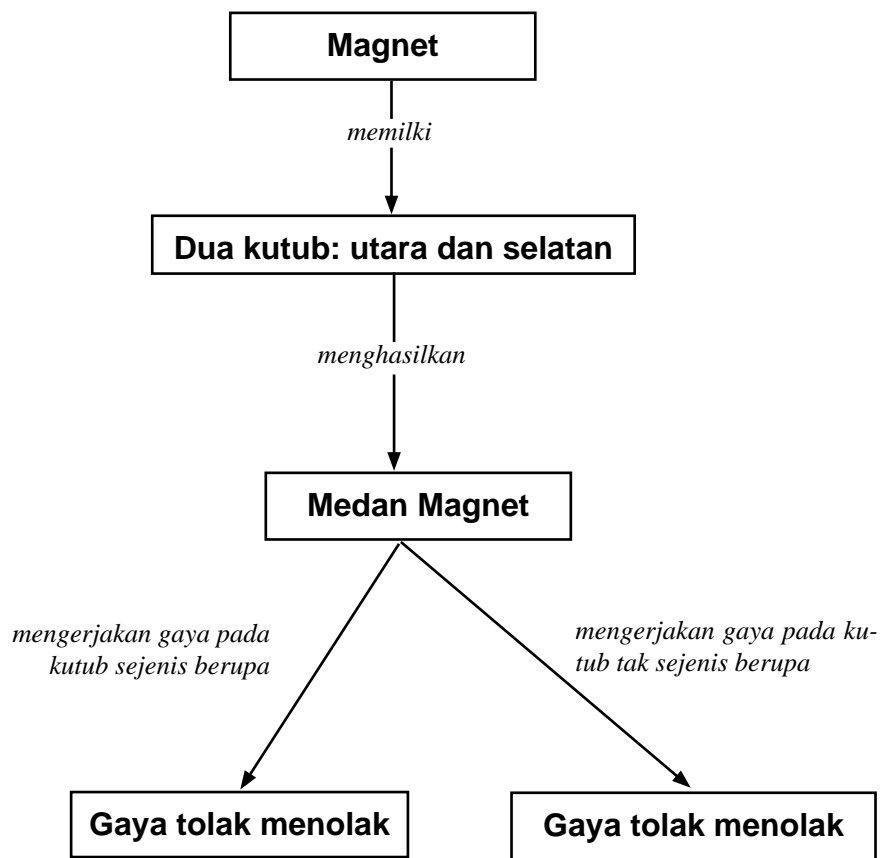 Magnet
memilki
Dua kutub: utara dan selatan
menghasilkan
Medan Magnet
mengerjakan gaya pada
kutub sejenis berupa
mengerjakan gaya pada ku-
tub tak sejenis berupa
Gaya tolak menolak
Gaya tolak menolak